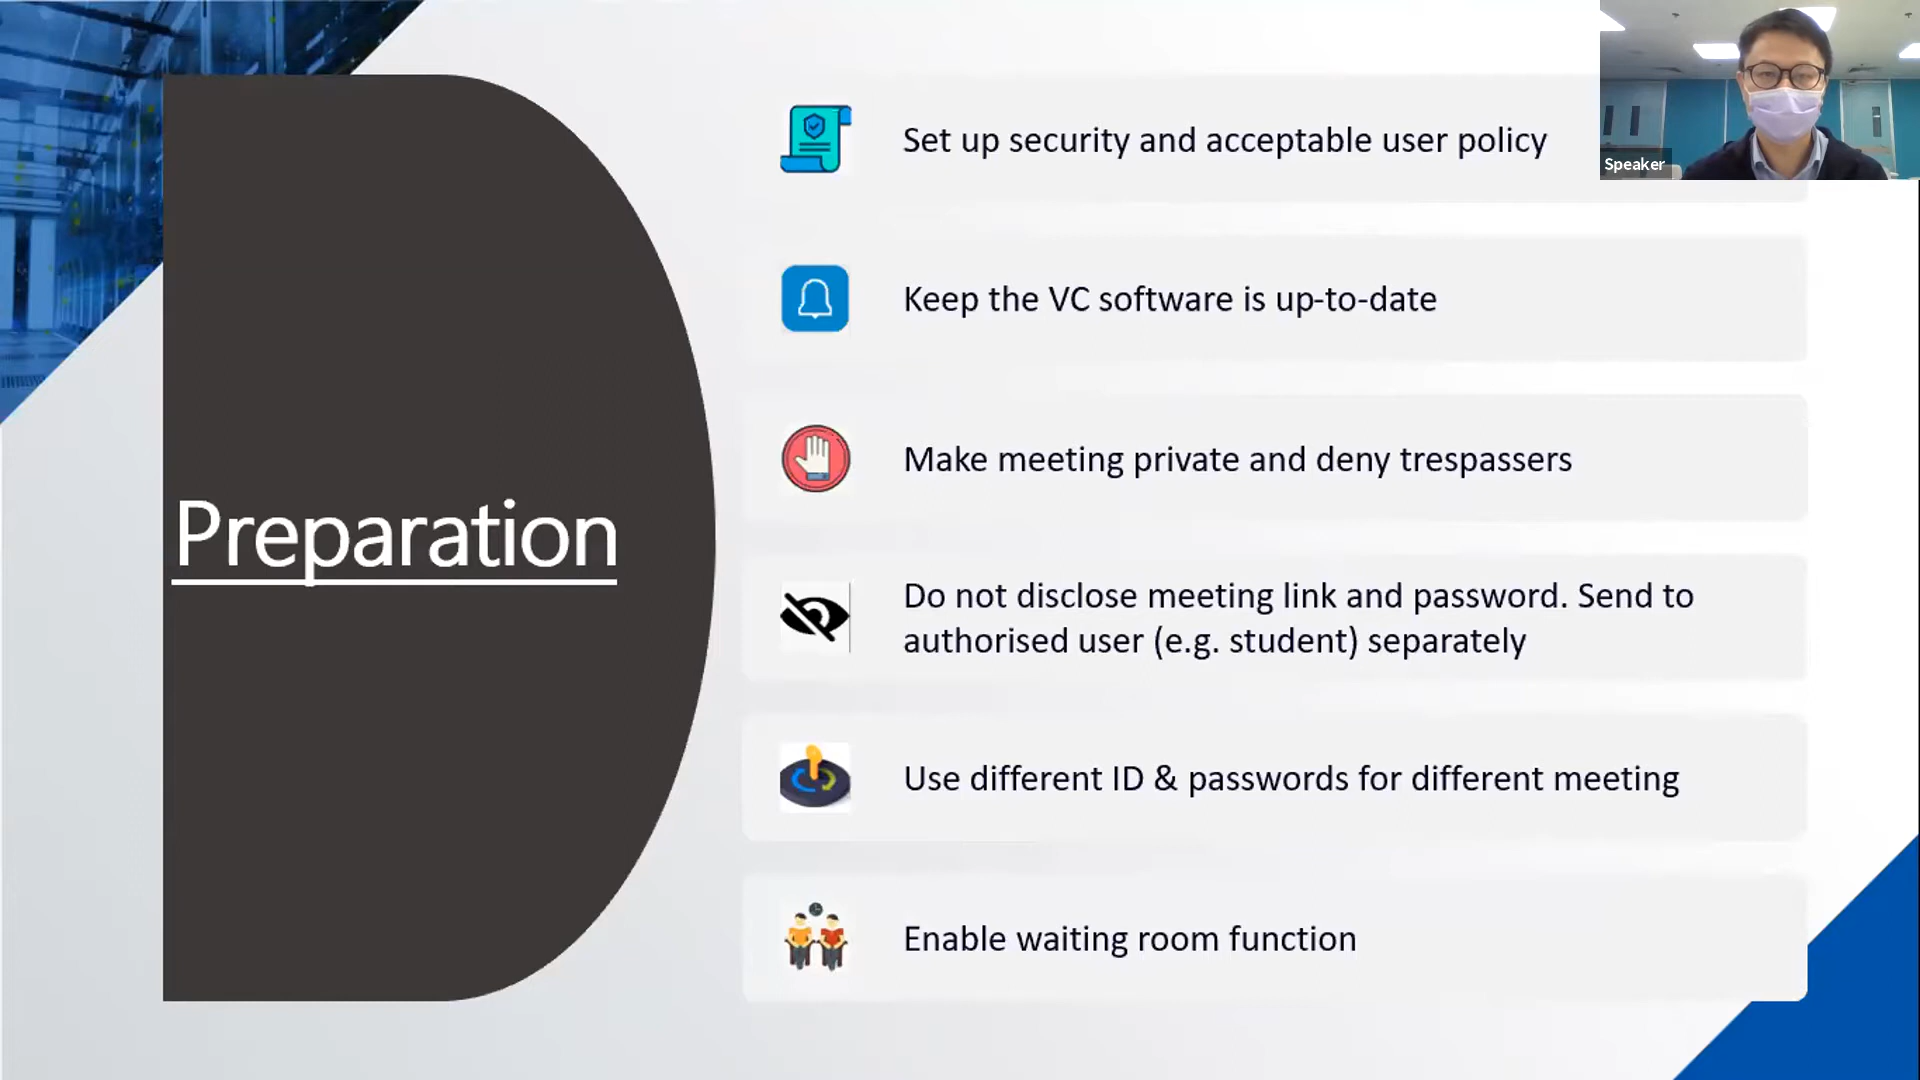 Preparation
Set up security and acceptable user policy
Speaker
Keep the VC software is up-to-date
Make meeting private and deny trespassers
Do not disclose meeting link and password. Send to
authorised user (e.g. student) separately
Use different ID & passwords for different meeting
Enable waiting room function